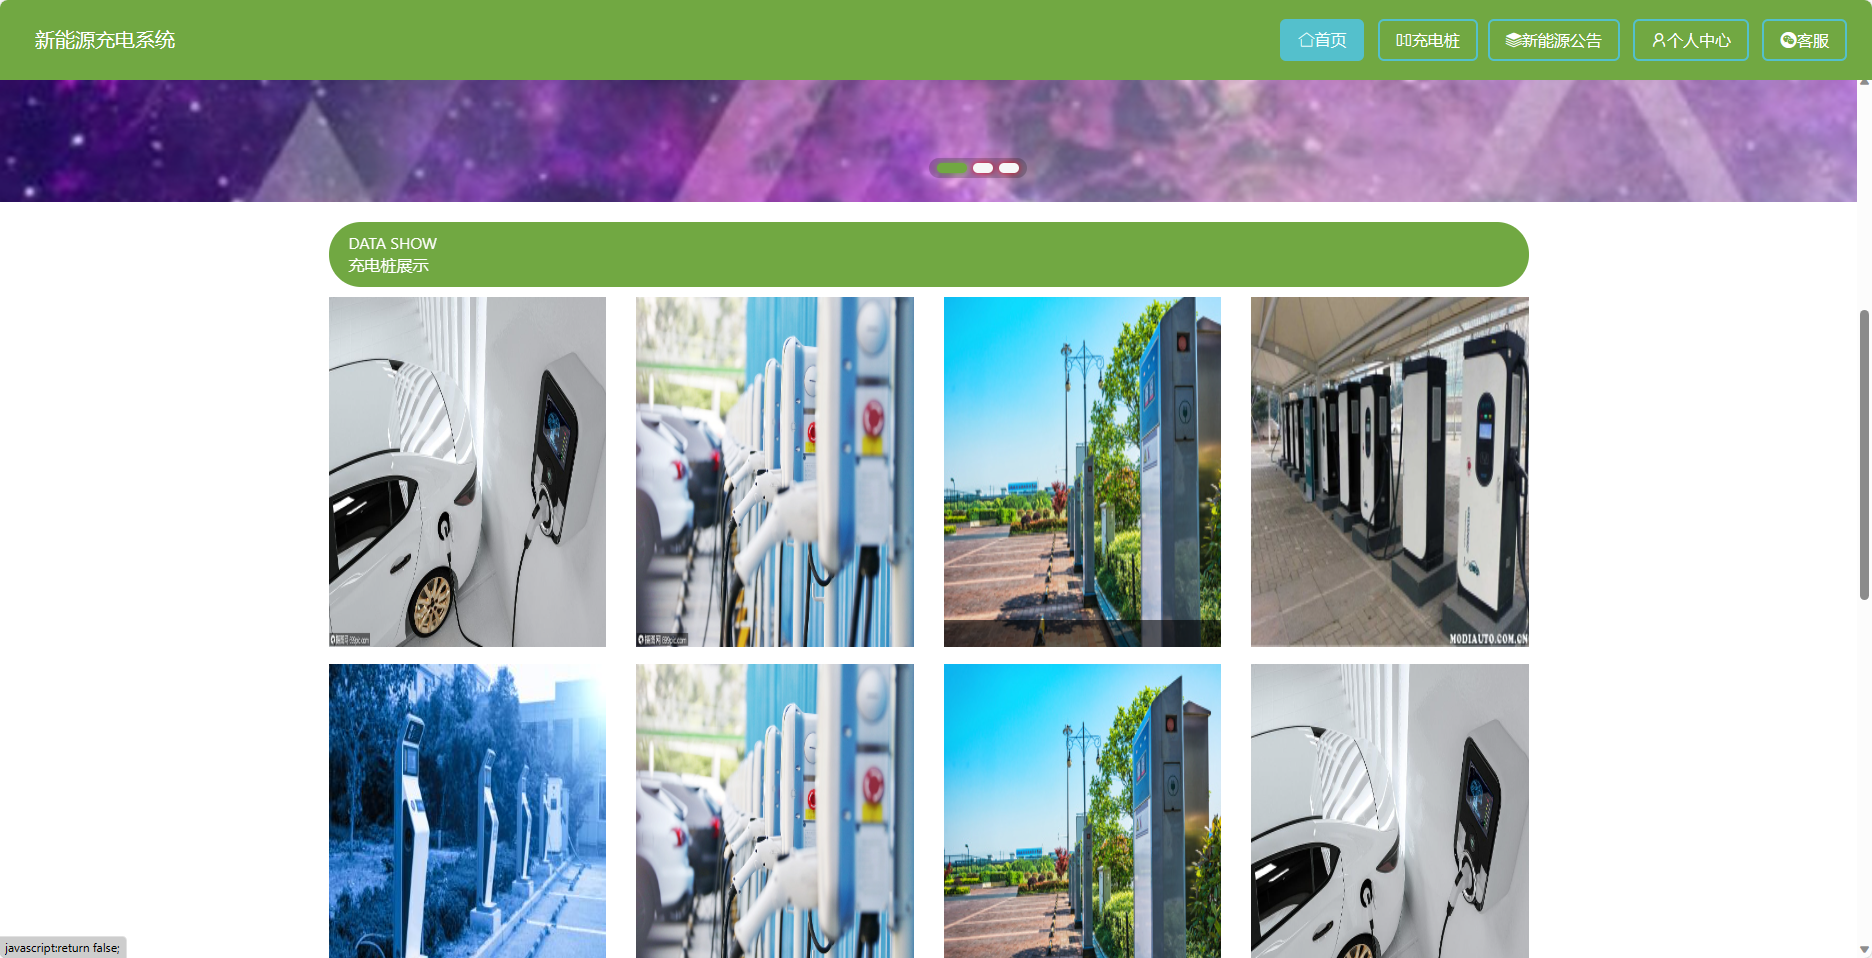 新能源充电系统
首页
充电桩
新能源公告
个人中心
客服
DATA SHOW
充电桩展示
MODIAUTO.COM.CN
javascript:return false;